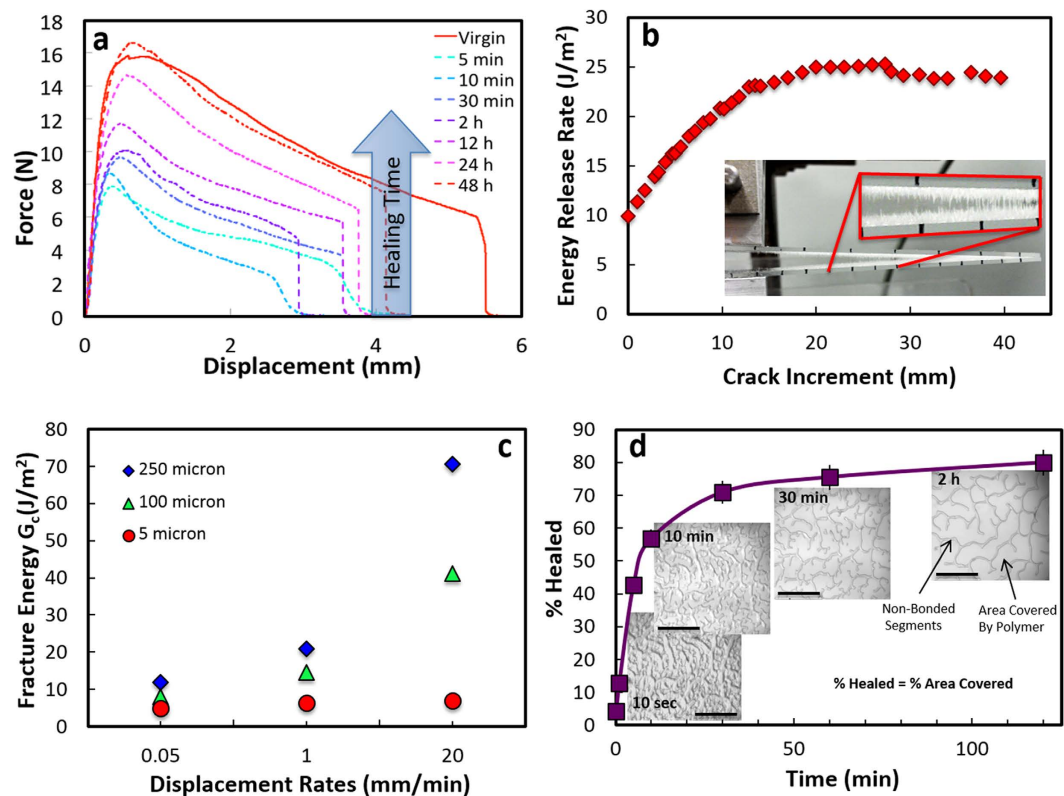 a
18
16
14
12
10
8
6
4
2
0
Force (N)
0 2 4 6
Displacement (mm)
Virgin
5 min
10 min
30 min
2 h
12 h
24 h
48 h
Healing Time
b
30
25
20
15
10
5
0
Energy Release Rate (J/m²)
0 10 20 30 40
Crack Increment (mm)
c
80
70
60
50
40
30
20
10
0
Fracture Energy Gc(J/m²)
250 micron
100 micron
5 micron
0.05 1 20
Displacement Rates (mm/min)
d
90
80
70
60
50
40
30
20
10
0
% Healed
10 sec
10 min
30 min
2 h
Non-Bonded
Segments
Area Covered
By Polymer
% Healed = % Area Covered
0 50 100
Time (min)